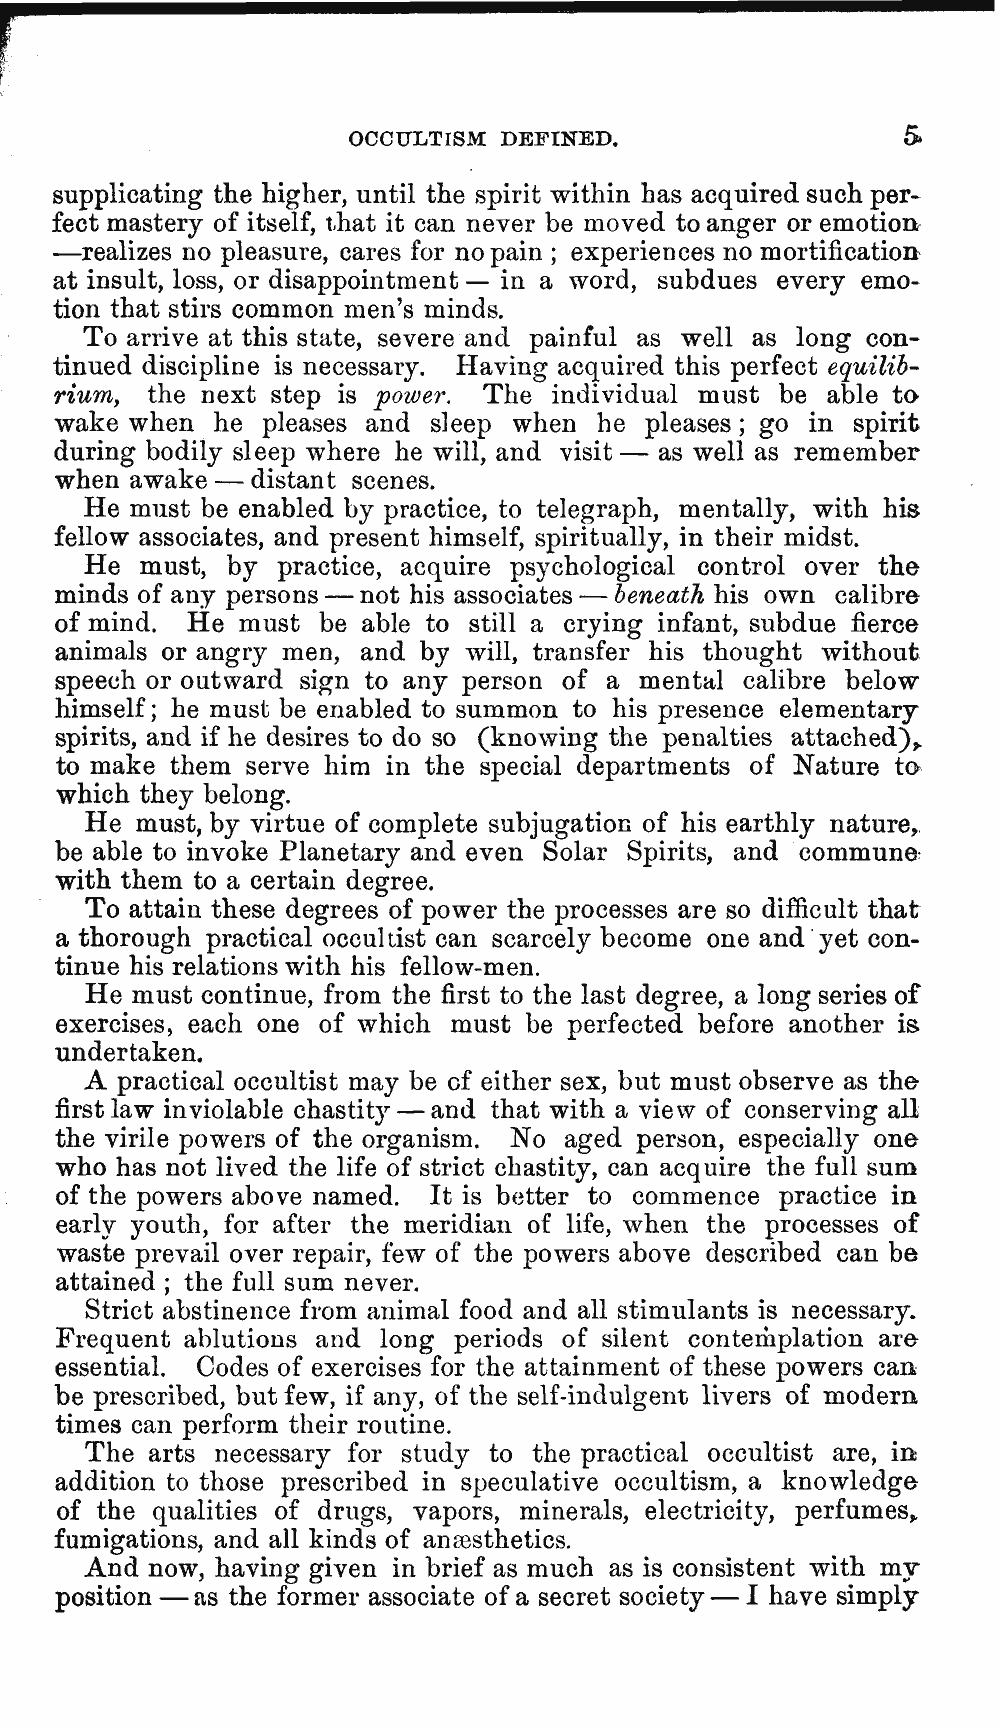 OCCULTISM DEFINED. 5
supplicating the higher, until the spirit within has acquired such per-
fect mastery of itself, that it can never be moved to anger or emotion
—realizes no pleasure, cares for no pain ; experiences no mortification
at insult, loss, or disappointment — in a word, subdues every emo-
tion that stirs common men's minds.
To arrive at this state, severe and painful as well as long con-
tinued discipline is necessary. Having acquired this perfect equilib-
rium, the next step is power. The individual must be able to
wake when he pleases and sleep when he pleases ; go in spirit
during bodily sleep where he will, and visit — as well as remember
when awake — distant scenes.
He must be enabled by practice, to telegraph, mentally, with his
fellow associates, and present himself, spiritually, in their midst.
He must, by practice, acquire psychological control over the
minds of any persons — not his associates — beneath his own calibre
of mind. He must be able to still a crying infant, subdue fierce
animals or angry men, and by will, transfer his thought without
speech or outward sign to any person of a mental calibre below
himself ; he must be enabled to summon to his presence elementary
spirits, and if he desires to do so (knowing the penalties attached),
to make them serve him in the special departments of Nature to
which they belong.
He must, by virtue of complete subjugation of his earthly nature,
be able to invoke Planetary and even Solar Spirits, and commune
with them to a certain degree.
To attain these degrees of power the processes are so difficult that
a thorough practical occultist can scarcely become one and yet con-
tinue his relations with his fellow-men.
He must continue, from the first to the last degree, a long series of
exercises, each one of which must be perfected before another is
undertaken.
A practical occultist may be of either sex, but must observe as the
first law inviolable chastity — and that with a view of conserving all
the virile powers of the organism. No aged person, especially one
who has not lived the life of strict chastity, can acquire the full sum
of the powers above named. It is better to commence practice in
early youth, for after the meridian of life, when the processes of
waste prevail over repair, few of the powers above described can be
attained ; the full sum never.
Strict abstinence from animal food and all stimulants is necessary.
Frequent ablutions and long periods of silent contemplation are
essential. Codes of exercises for the attainment of these powers can
be prescribed, but few, if any, of the self-indulgent livers of modern
times can perform their routine.
The arts necessary for study to the practical occultist are, in
addition to those prescribed in speculative occultism, a knowledge
of the qualities of drugs, vapors, minerals, electricity, perfumes,
fumigations, and all kinds of anæsthetics.
And now, having given in brief as much as is consistent with my
position — as the former associate of a secret society — I have simply